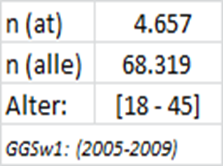 n (at) 4.657
n (alle) 68.319
Alter: [18 - 45]
GGSw1: (2005-2009)